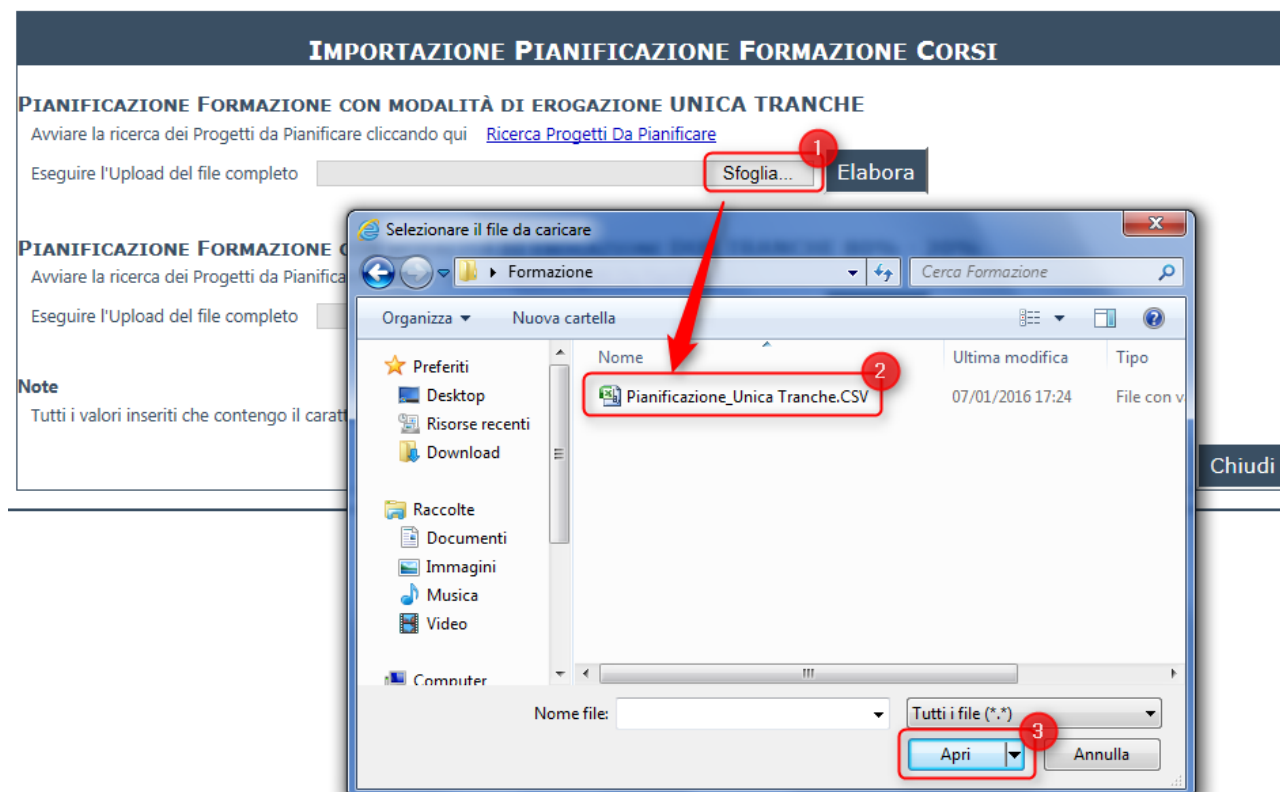 IMPORTAZIONE PIANIFICAZIONE FORMAZIONE CORSI
PIANIFICAZIONE FORMAZIONE CON MODALITÀ DI EROGAZIONE UNICA TRANCHE
Avviare la ricerca dei Progetti da Pianificare cliccando qui Ricerca Progetti Da Pianificare
1
Eseguire l'Upload del file completo Sfoglia... Elabora
Selezionare il file da caricare
PIANIFICAZIONE FORMAZIONE
Avviare la ricerca dei Progetti da Pianifica
Formazione Cerca Formazione
Eseguire l'Upload del file completo
Organizza Nuova cartella
Note
Tutti i valori inseriti che contengo il caratt
Preferiti
Desktop
Risorse recenti
Download
Raccolte
Documenti
Immagini
Musica
Video
Computer
Nome Ultima modifica Tipo
2
Pianificazione_Unica Tranche.CSV 07/01/2016 17:24 File con v
Chiudi
Nome file: Tutti i file (*.*)
3
Apri Annulla